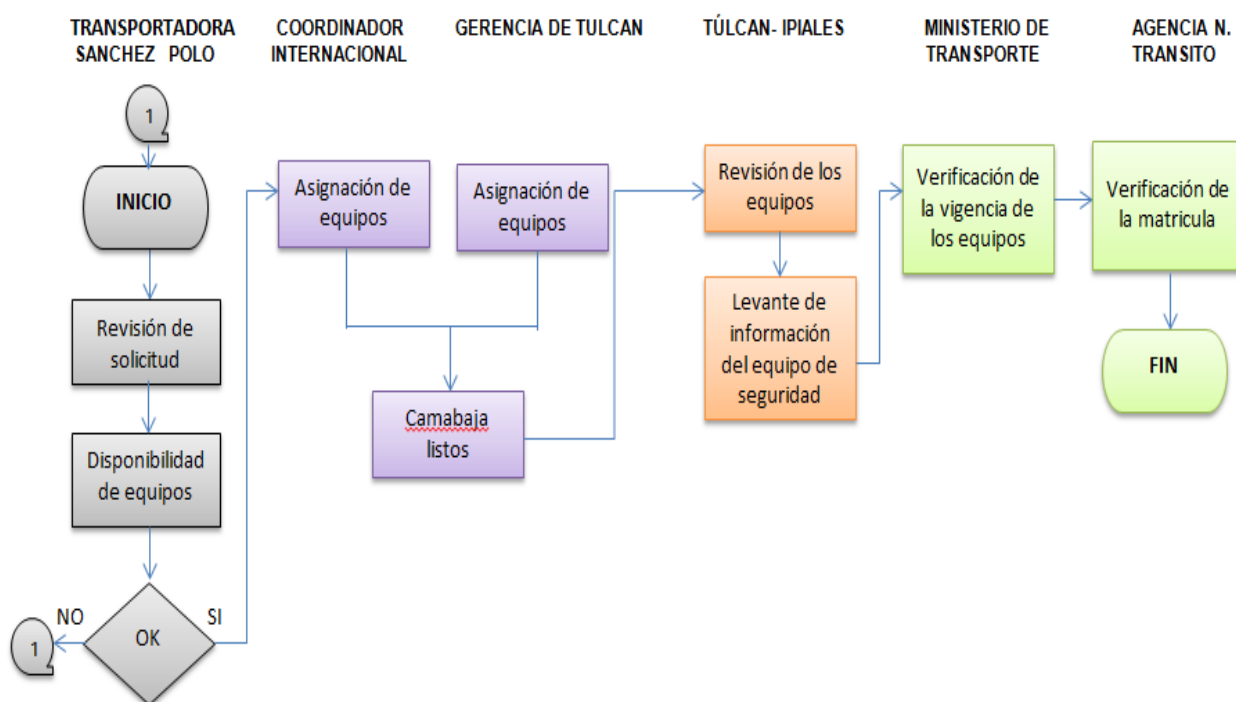 TRANSPORTADORA
SANCHEZ POLO
COORDINADOR
INTERNACIONAL
GERENCIA DE TULCAN
TÚLCAN- IPIALES
MINISTERIO DE
TRANSPORTE
AGENCIA N.
TRANSITO
1
INICIO
Revisión de
solicitud
Disponibilidad
de equipos
OK
NO
SI
1
Asignación de
equipos
Asignación de
equipos
Camabaja
listos
Revisión de los
equipos
Levante de
información
del equipo de
seguridad
Verificación de
la vigencia de
los equipos
Verificación de
la matricula
FIN